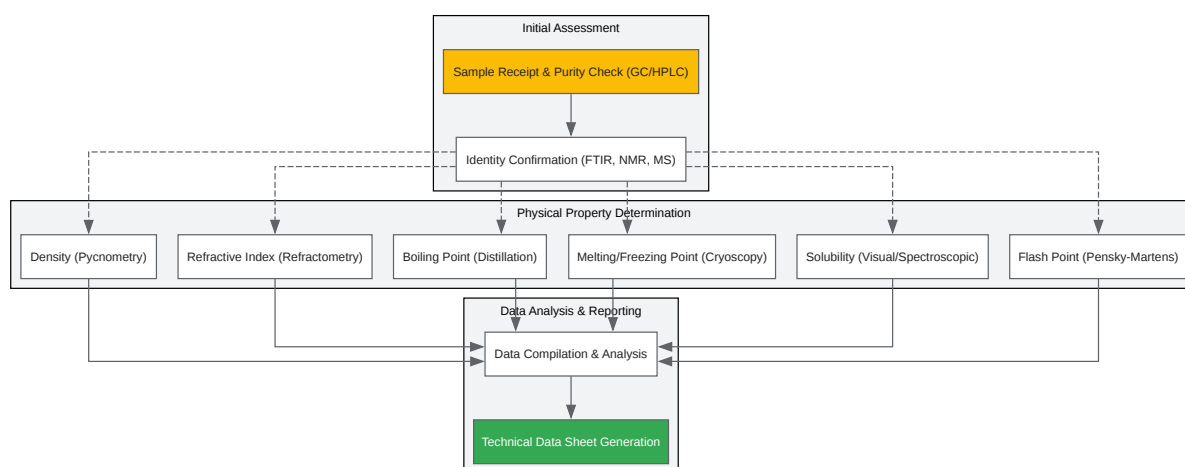 Initial Assessment
Sample Receipt & Purity Check (GC/HPLC)
Identity Confirmation (FTIR, NMR, MS)
Physical Property Determination
Density (Pycnometry)
Refractive Index (Refractometry)
Boiling Point (Distillation)
Melting/Freezing Point (Cryoscopy)
Solubility (Visual/Spectroscopic)
Flash Point (Pensky-Martens)
Data Analysis & Reporting
Data Compilation & Analysis
Technical Data Sheet Generation